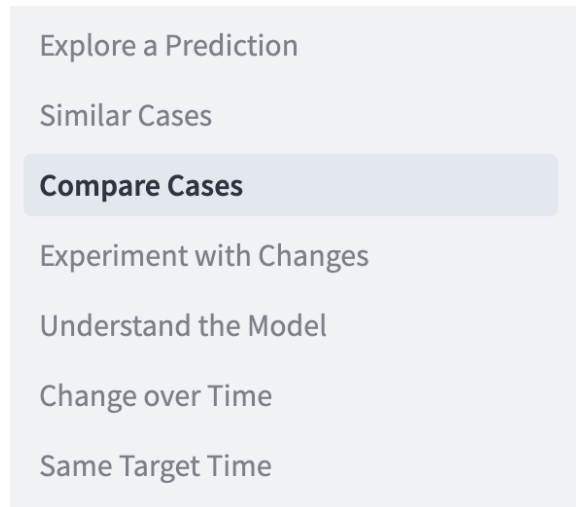 Explore a Prediction
Similar Cases
Compare Cases
Experiment with Changes
Understand the Model
Change over Time
Same Target Time